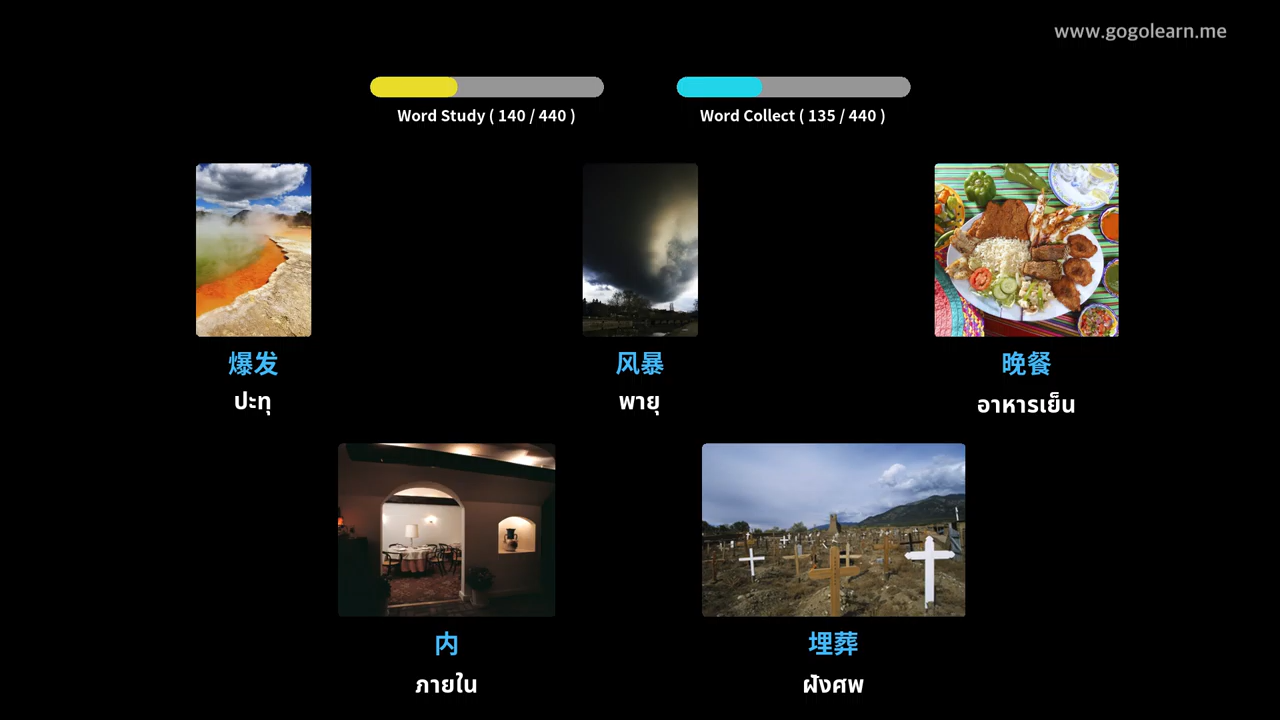 www.gogolearn.me
Word Study ( 140 / 440 )
Word Collect ( 135 / 440 )
爆发
ปะทุ
风暴
พายุ
晚餐
อาหารเย็น
内
ภายใน
埋葬
ฝังศพ